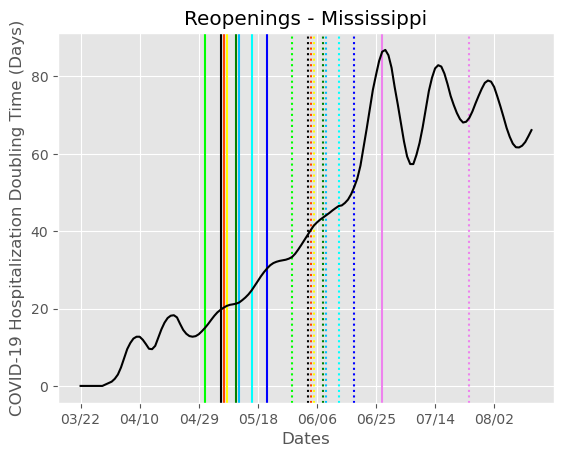 Reopenings - Mississippi
COVID-19 Hospitalization Doubling Time (Days)
80
60
40
20
0
03/22 04/10 04/29 05/18 06/06 06/25 07/14 08/02
Dates